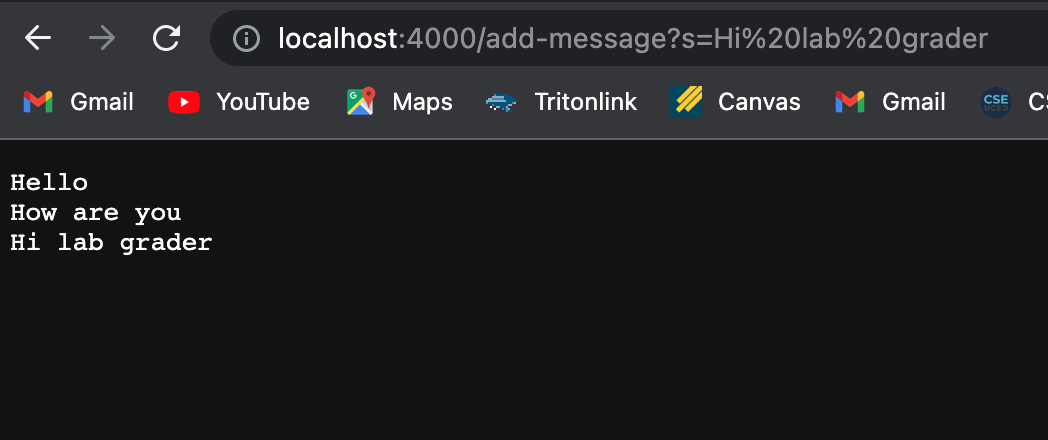 localhost:4000/add-message?s=Hi%20lab%20grader
Gmail YouTube Maps Tritonlink Canvas Gmail CSE UCSD
Hello
How are you
Hi lab grader